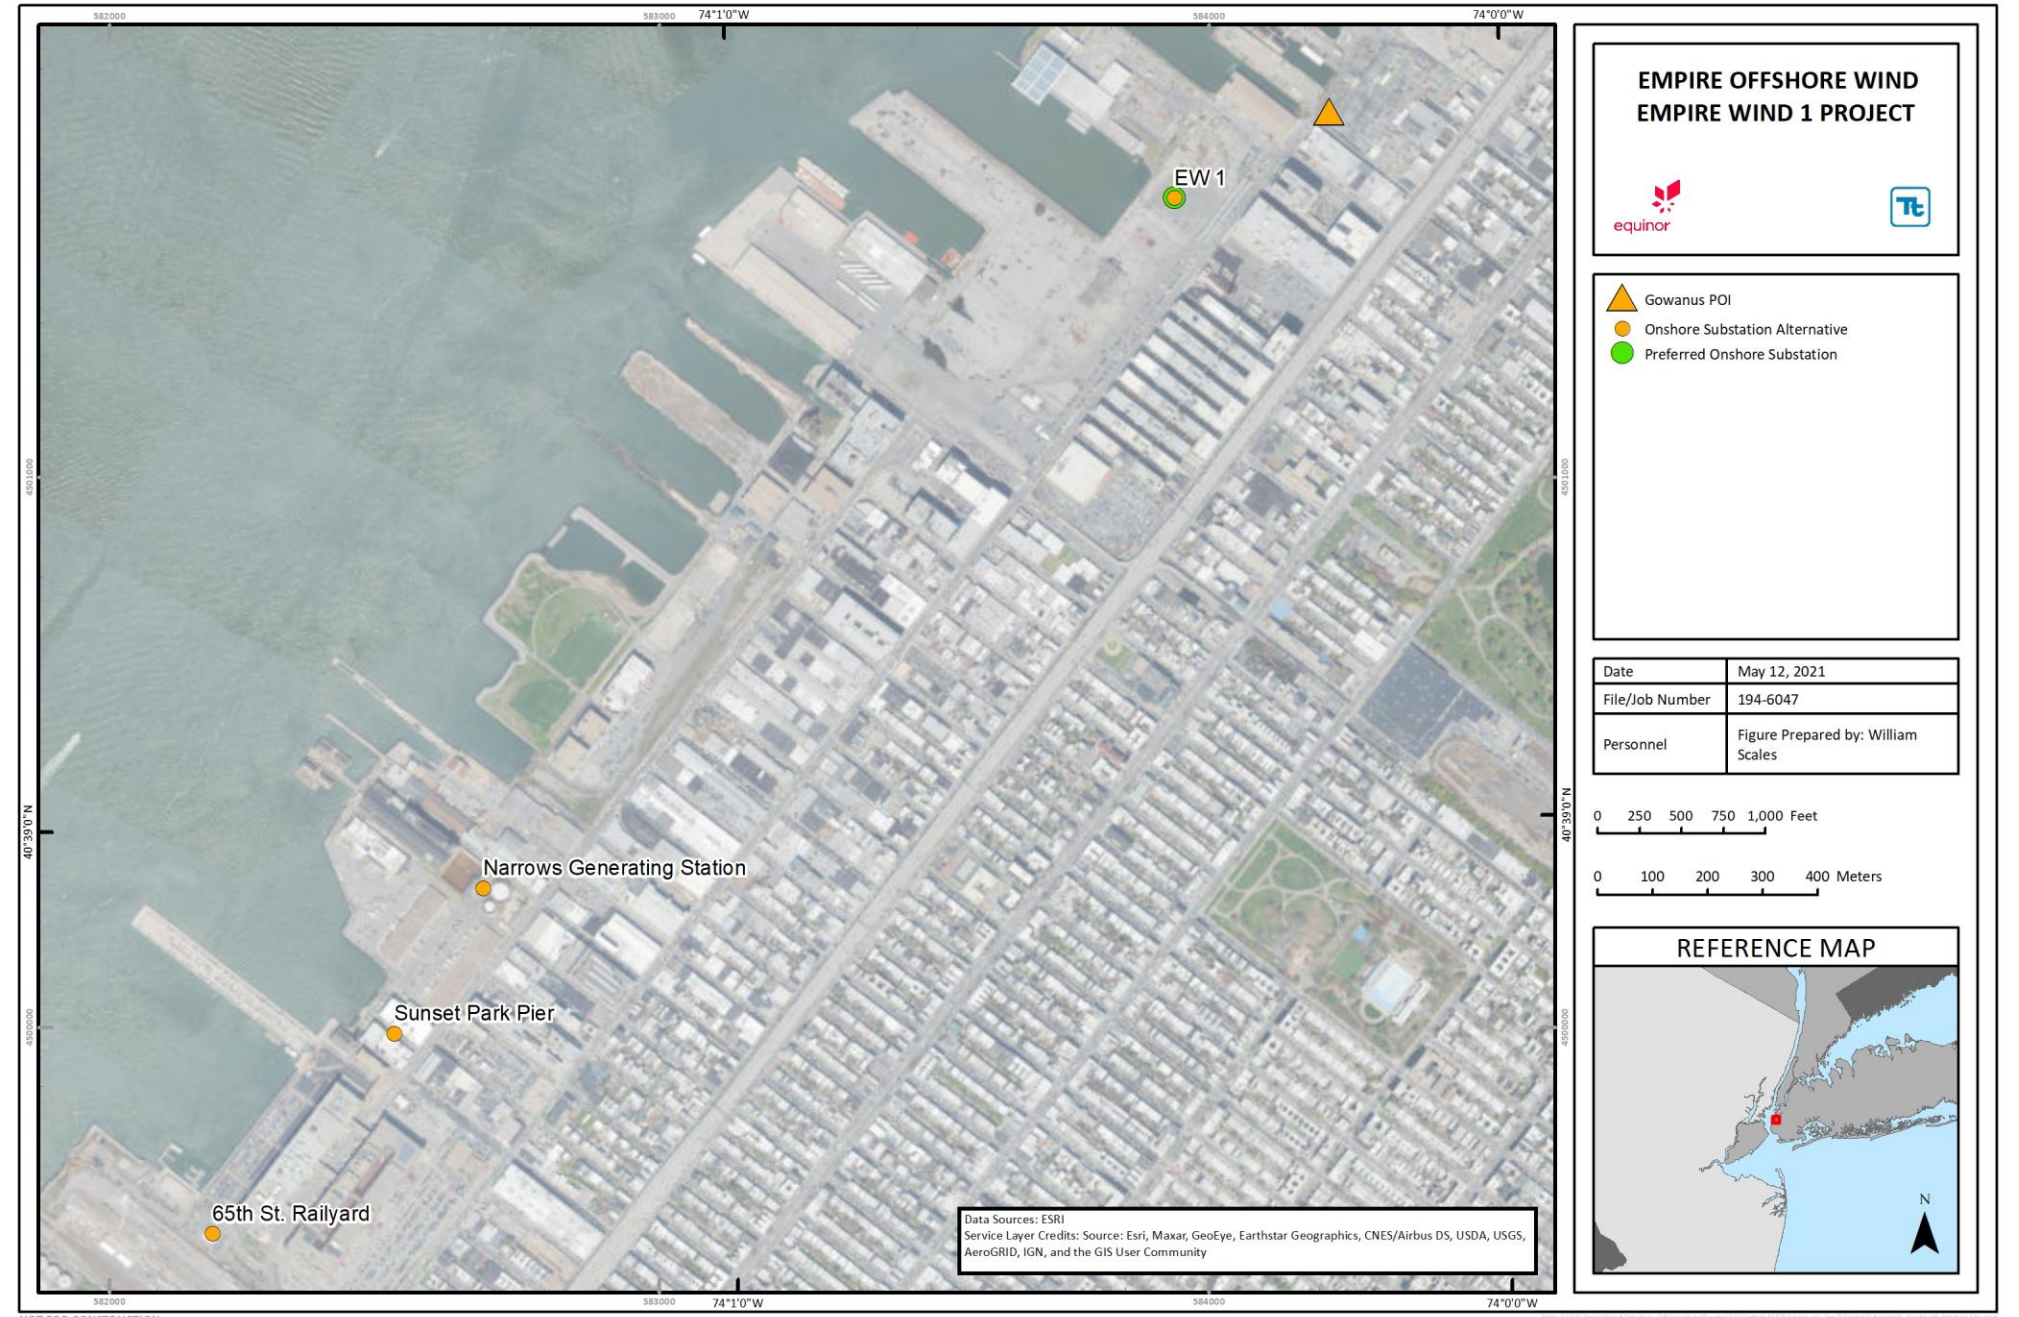 582000
583000
74°1'0"W
584000
74°0'0"W
EMPIRE OFFSHORE WIND
EMPIRE WIND 1 PROJECT
equinor
Tt
EW 1
Gowanus POI
Onshore Substation Alternative
Preferred Onshore Substation
4501000
4501000
Date
May 12, 2021
File/Job Number
194-6047
Personnel
Figure Prepared by: William
Scales
40°39'0"N
40°39'0"N
0 250 500 750 1,000 Feet
0 100 200 300 400 Meters
Narrows Generating Station
REFERENCE MAP
Sunset Park Pier
4500000
4500000
N
65th St. Railyard
Data Sources: ESRI
Service Layer Credits: Source: Esri, Maxar, GeoEye, Earthstar Geographics, CNES/Airbus DS, USDA, USGS,
AeroGRID, IGN, and the GIS User Community
582000
583000
74°1'0"W
584000
74°0'0"W